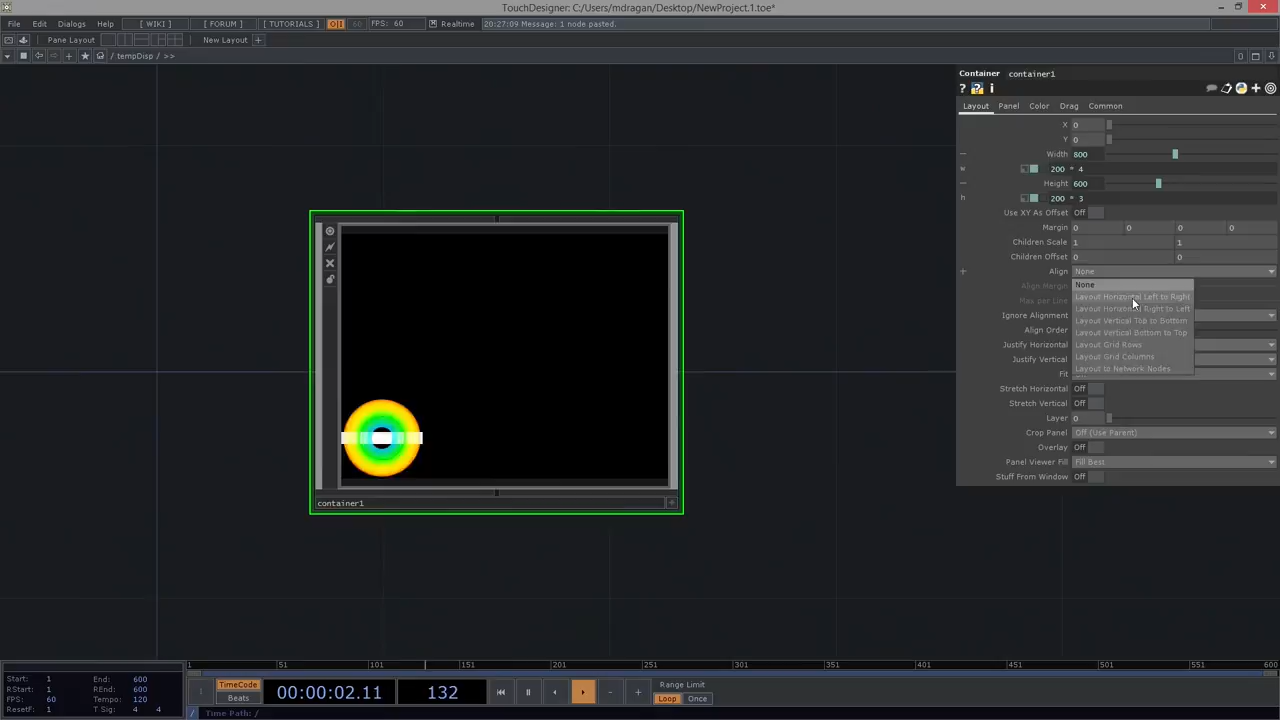 TouchDesigner: C:/Users/mdragan/Desktop/NewProject.1.toe*
File Edit Dialogs Help [ WIKI ] [ FORUM ] [ TUTORIALS ] O|I FPS: 60 Realtime 20:27:09 1 node pasted.
Pane Layout New Layout +
/ tempDisp / >>
Container container1
? ? i
Layout Panel Color Drag Common
X 0
Y 0
Width 800
w 200 * 4
Height 600
h 200 * 3
Use XY As Offset Off
Margin 0 0 0 0
Children Scale 1 1
Children Offset 0 0
Align None
None
Align Margin
Layout Horizontal Left to Right
Max per Line
Layout Horizontal Right to Left
Ignore Alignment
Layout Vertical Top to Bottom
Align Order
Layout Vertical Bottom to Top
Justify Horizontal
Layout Grid Rows
Justify Vertical
Layout Grid Columns
Fit
Layout to Network Nodes
Stretch Horizontal Off
Stretch Vertical Off
Layer 0
Crop Panel Off (Use Parent)
Overlay Off
Panel Viewer Fill Fill Best
Stuff From Window Off
container1
1 51 101 151 201 251 301 351 401 451 501 551 600
Start: 1 End: 600
RStart: 1 REnd: 600
FPS: 60 Tempo: 120
ResetF: 1 T Sig: 4 4
TimeCode
Beats
00:00:02.11
132
Range Limit
Loop Once
/ Time Path: /